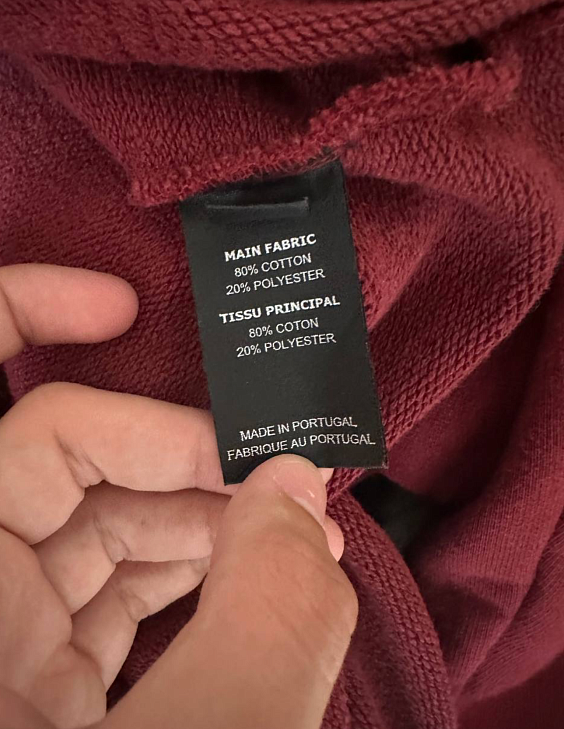 MAIN FABRIC
80% COTTON
20% POLYESTER
TISSU PRINCIPAL
80% COTON
20% POLYESTER
MADE IN PORTUGAL
FABRIQUE AU PORTUGAL